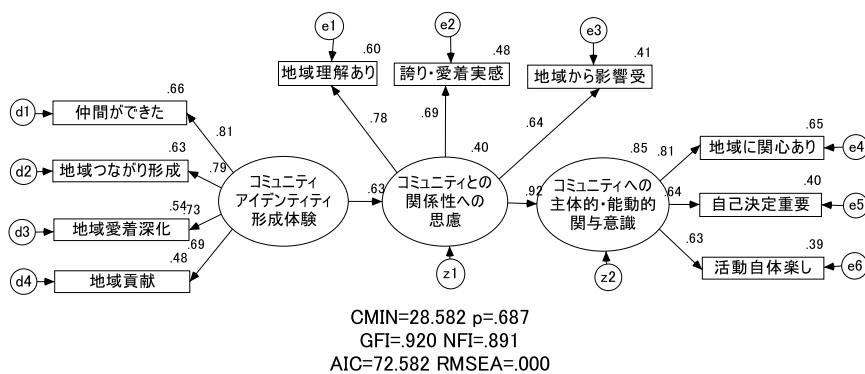 e1
e2
e3
.60
.48
.41
地域理解あり
誇り・愛着実感
地域から影響受
d1
.66
仲間ができた
.81
.78
.69
.64
d2
.63
地域つながり形成
.79
d3
.54
.73
地域愛着深化
d4
.69
.48
地域貢献
コミュニティ
アイデンティティ
形成体験
.63
.40
コミュニティとの
関係性への
思慮
z1
.92
.85
コミュニティへの
主体的・能動的
関与意識
z2
.81
.65
地域に関心あり
e4
.64
.40
自己決定重要
e5
.63
.39
活動自体楽し
e6
CMIN=28.582 p=.687
GFI=.920 NFI=.891
AIC=72.582 RMSEA=.000